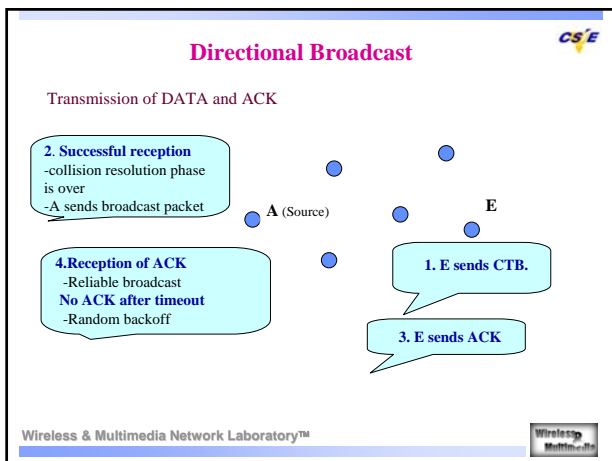 Directional Broadcast
CSIE
Transmission of DATA and ACK
2. Successful reception
-collision resolution phase
is over
-A sends broadcast packet
A (Source)
E
4.Reception of ACK
-Reliable broadcast
No ACK after timeout
-Random backoff
1. E sends CTB.
3. E sends ACK
Wireless & Multimedia Network Laboratory™
Wireless
Multimedia